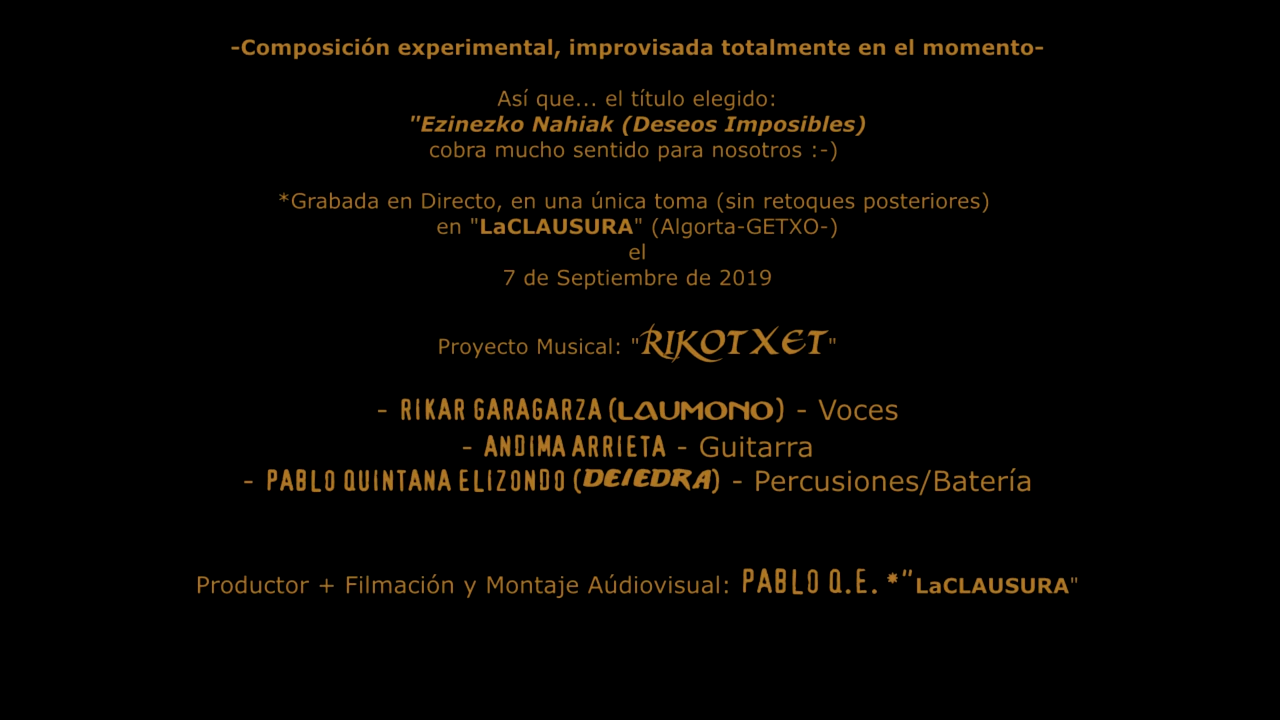 -Composición experimental, improvisada totalmente en el momento-
Así que... el título elegido:
"Ezinezko Nahiak (Deseos Imposibles)
cobra mucho sentido para nosotros :-)
*Grabada en Directo, en una única toma (sin retoques posteriores)
en "LaCLAUSURA" (Algorta-GETXO-)
el
7 de Septiembre de 2019
Proyecto Musical: "RIKOTXET"
- RIKAR GARAGARZA (LAUMONO) - Voces
- ANDIMA ARRIETA - Guitarra
- PABLO QUINTANA ELIZONDO (DEIEDRA) - Percusiones/Batería
Productor + Filmación y Montaje Aúdiovisual: PABLO Q.E. *"LaCLAUSURA"